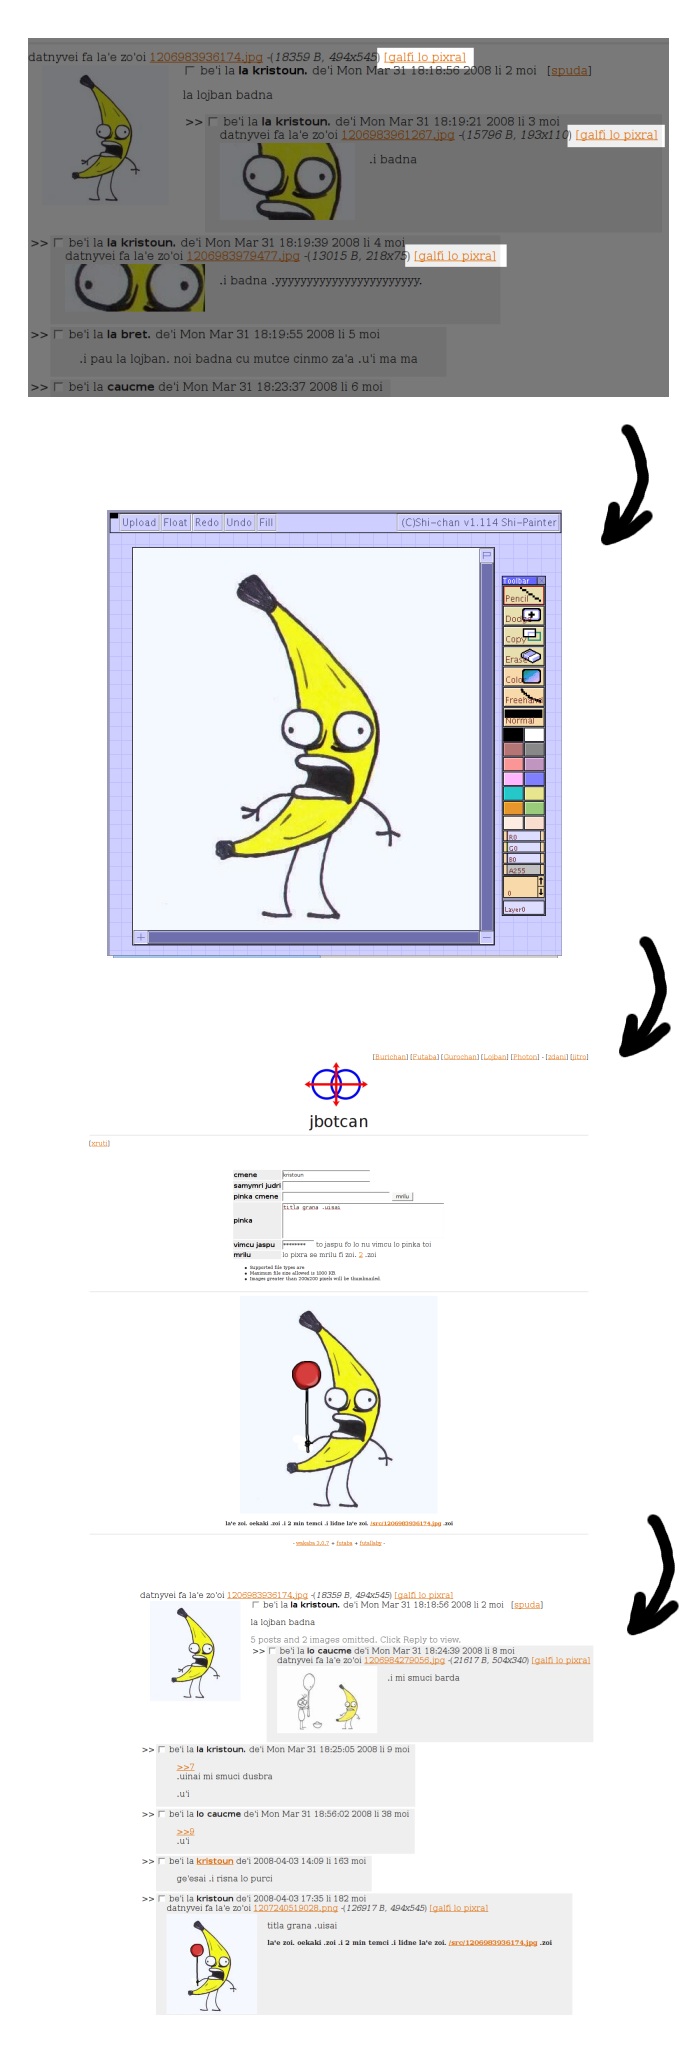 datnyvei fa la'e zo'oi 1206983936174.jpg -(18359 B, 494x545) [galfi lo pixra]
be'i la la kristoun. de'i Mon Mar 31 18:18:56 2008 li 2 moi [spuda]
la lojban badna
>> be'i la la kristoun. de'i Mon Mar 31 18:19:21 2008 li 3 moi
datnyvei fa la'e zo'oi 1206983961267.jpg -(15796 B, 193x110) [galfi lo pixra]
.i badna
>> be'i la la kristoun. de'i Mon Mar 31 18:19:39 2008 li 4 moi
datnyvei fa la'e zo'oi 1206983979477.jpg -(13015 B, 218x75) [galfi lo pixra]
.i badna .yyyyyyyyyyyyyyyyyyyyyyyy.
>> be'i la la bret. de'i Mon Mar 31 18:19:55 2008 li 5 moi
.i pau la lojban. noi badna cu mutce cinmo za'a .u'i ma ma
>> be'i la caucme de'i Mon Mar 31 18:23:37 2008 li 6 moi
Upload Float Redo Undo Fill (C)Shi-chan v1.114 Shi-Painter
Toolbar
Pencil
Dodge
Copy
Erase
Color
Freehand
Normal
R0
G0
B0
A255
0
Layer0
[Burichan] [Futaba] [Gurochan] [Lojban] [Photon] - [zdani] [jitro]
jbotcan
[xruti]
cmene kristoun
samymri judri
pinka cmene mrilu
pinka titla grana .uisai
vimcu jaspu ******** to jaspu fo lo nu vimcu lo pinka toi
mrilu lo pixra se mrilu fi zoi. 2 .zoi
Supported file types are
Maximum file size allowed is 1000 KB.
Images greater than 200x200 pixels will be thumbnailed.
la'e zoi. oekaki .zoi .i 2 min temci .i lidne la'e zoi. /src/1206983936174.jpg .zoi
- wakaba 3.0.7 + futaba + futallaby -
datnyvei fa la'e zo'oi 1206983936174.jpg -(18359 B, 494x545) [galfi lo pixra]
be'i la la kristoun. de'i Mon Mar 31 18:18:56 2008 li 2 moi [spuda]
la lojban badna
5 posts and 2 images omitted. Click Reply to view.
>> be'i la lo caucme de'i Mon Mar 31 18:24:39 2008 li 8 moi
datnyvei fa la'e zo'oi 1206984279056.jpg -(21617 B, 504x340) [galfi lo pixra]
.i mi smuci barda
>> be'i la la kristoun. de'i Mon Mar 31 18:25:05 2008 li 9 moi
>>7
.uinai mi smuci dusbra
.u'i
>> be'i la lo caucme de'i Mon Mar 31 18:56:02 2008 li 38 moi
>>9
.u'i
>> be'i la kristoun de'i 2008-04-03 14:09 li 163 moi
ge'esai .i risna lo purci
>> be'i la kristoun de'i 2008-04-03 17:35 li 182 moi
datnyvei fa la'e zo'oi 1207240519028.png -(126917 B, 494x545) [galfi lo pixra]
titla grana .uisai
la'e zoi. oekaki .zoi .i 2 min temci .i lidne la'e zoi. /src/1206983936174.jpg .zoi